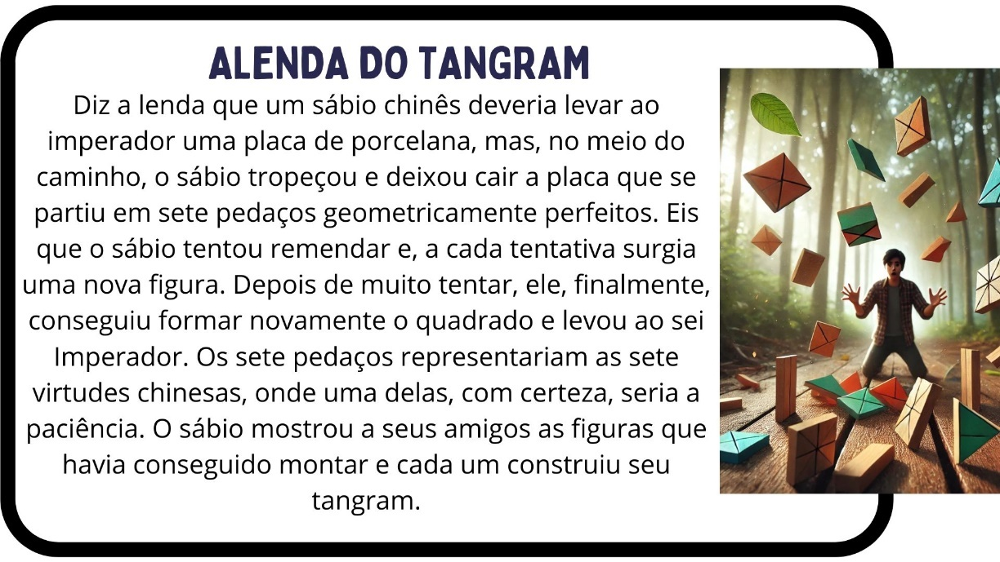 ALENDA DO TANGRAM
Diz a lenda que um sábio chinês deveria levar ao
imperador uma placa de porcelana, mas, no meio do
caminho, o sábio tropeçou e deixou cair a placa que se
partiu em sete pedaços geometricamente perfeitos. Eis
que o sábio tentou remendar e, a cada tentativa surgia
uma nova figura. Depois de muito tentar, ele, finalmente,
conseguiu formar novamente o quadrado e levou ao sei
Imperador. Os sete pedaços representariam as sete
virtudes chinesas, onde uma delas, com certeza, seria a
paciência. O sábio mostrou a seus amigos as figuras que
havia conseguido montar e cada um construiu seu
tangram.